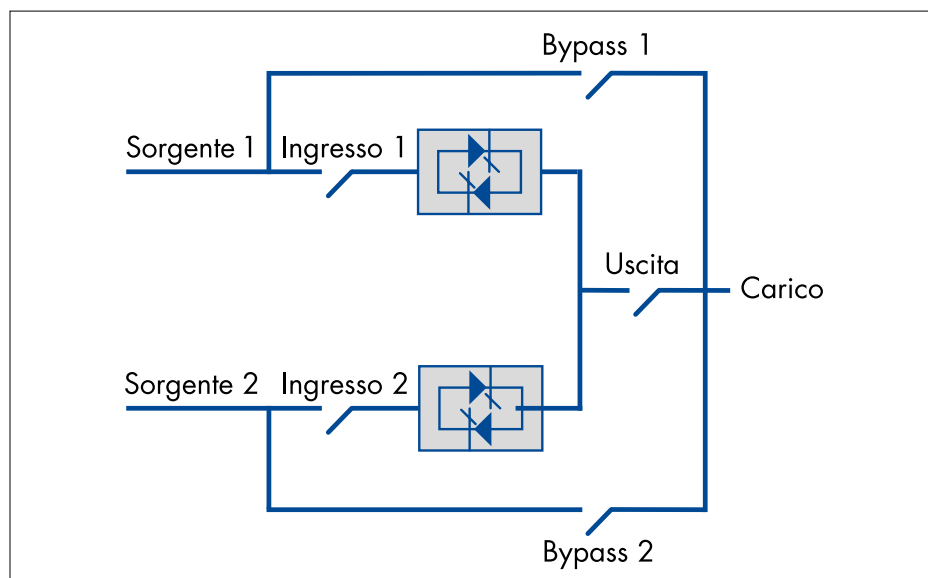 Bypass 1
Sorgente 1
Ingresso 1
Uscita
Carico
Sorgente 2
Ingresso 2
Bypass 2